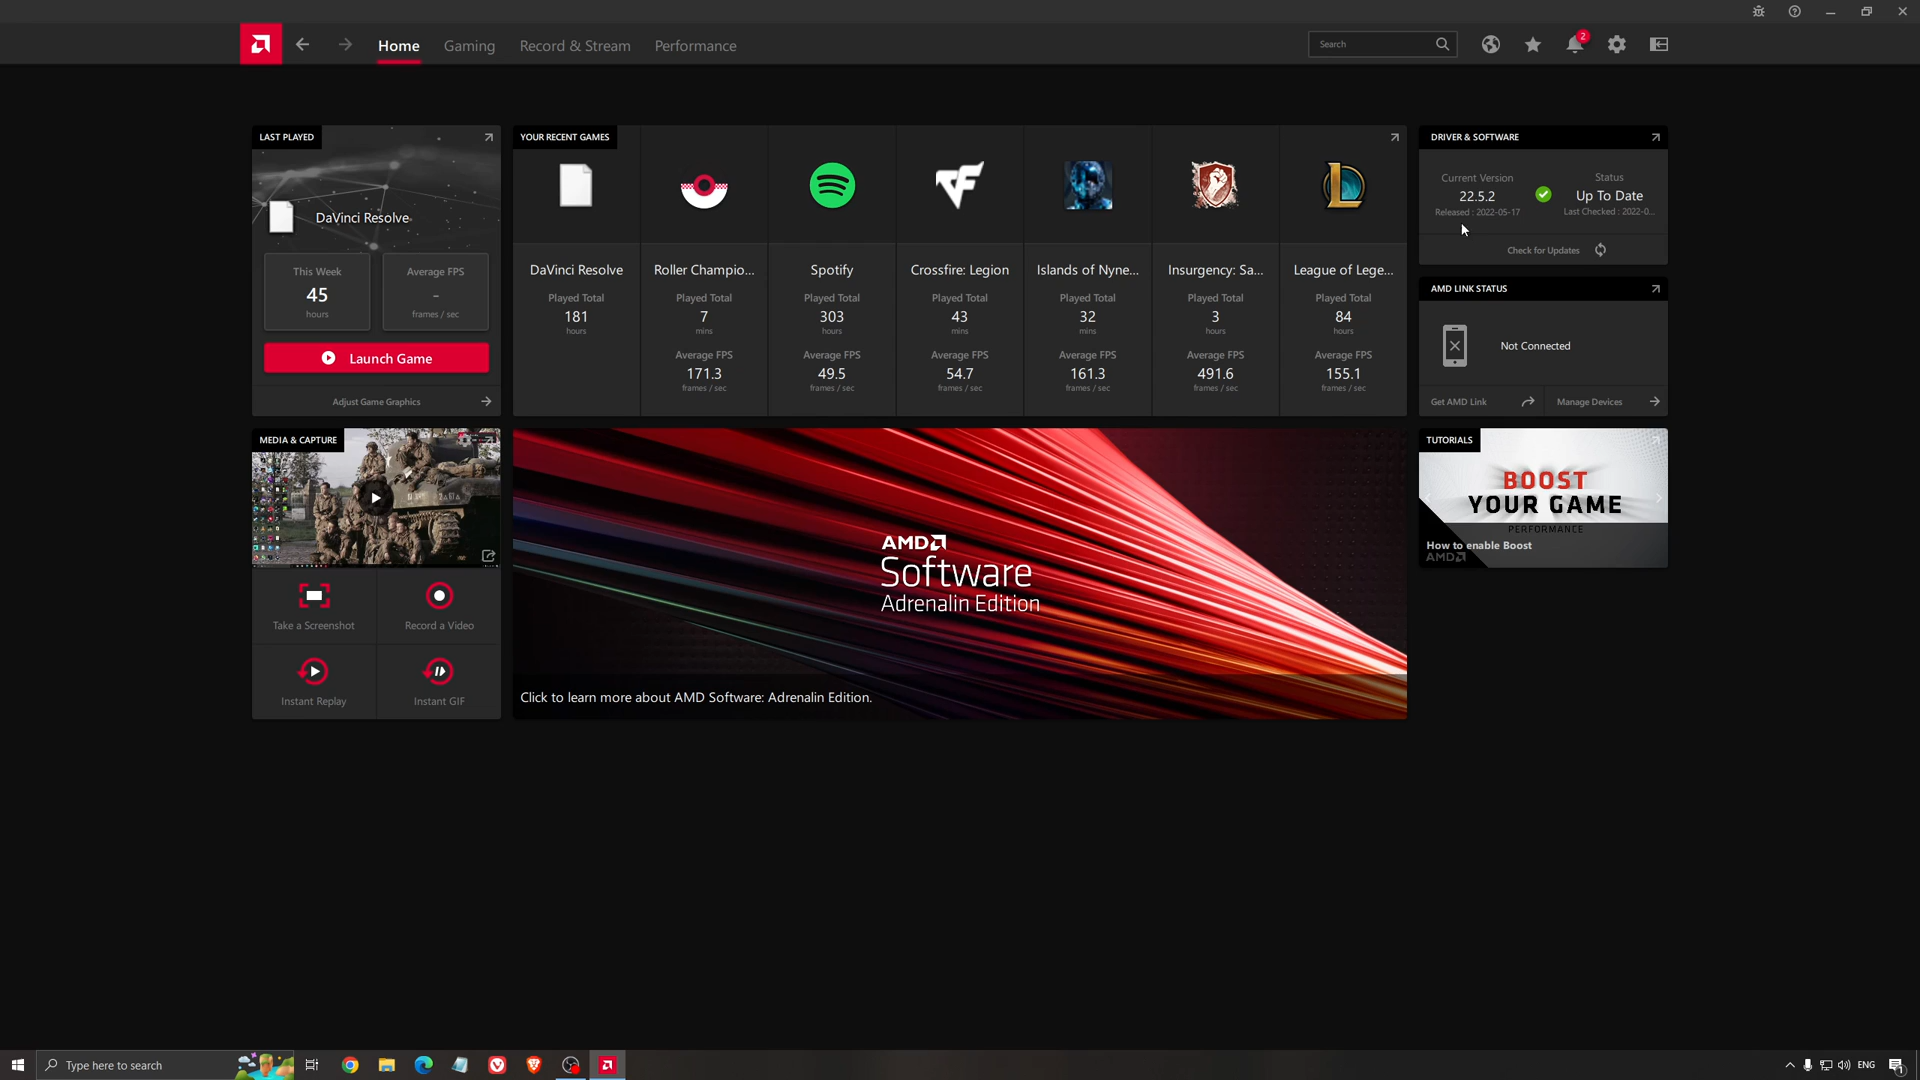 Home
Gaming
Record & Stream
Performance
Search
2
LAST PLAYED
DaVinci Resolve
This Week
45
hours
Average FPS
-
frames / sec
Launch Game
Adjust Game Graphics
YOUR RECENT GAMES
DaVinci Resolve
Played Total
181
hours
Roller Champio...
Played Total
7
mins
Average FPS
171.3
frames / sec
Spotify
Played Total
303
hours
Average FPS
49.5
frames / sec
Crossfire: Legion
Played Total
43
mins
Average FPS
54.7
frames / sec
Islands of Nyne...
Played Total
32
mins
Average FPS
161.3
frames / sec
Insurgency: Sa...
Played Total
3
hours
Average FPS
491.6
frames / sec
League of Lege...
Played Total
84
hours
Average FPS
155.1
frames / sec
DRIVER & SOFTWARE
Current Version
22.5.2
Released : 2022-05-17
Status
Up To Date
Last Checked : 2022-0...
Check for Updates
AMD LINK STATUS
Not Connected
Get AMD Link
Manage Devices
MEDIA & CAPTURE
Take a Screenshot
Record a Video
Instant Replay
Instant GIF
AMD
Software
Adrenalin Edition
Click to learn more about AMD Software: Adrenalin Edition.
TUTORIALS
BOOST
YOUR GAME
PERFORMANCE
How to enable Boost
AMD
Type here to search
ENG
1